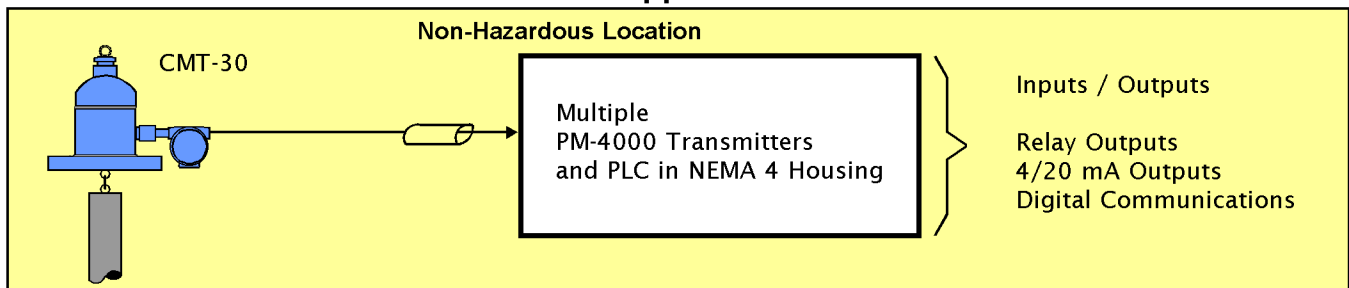 Non-Hazardous Location
CMT-30
Multiple
PM-4000 Transmitters
and PLC in NEMA 4 Housing
Inputs / Outputs
Relay Outputs
4/20 mA Outputs
Digital Communications